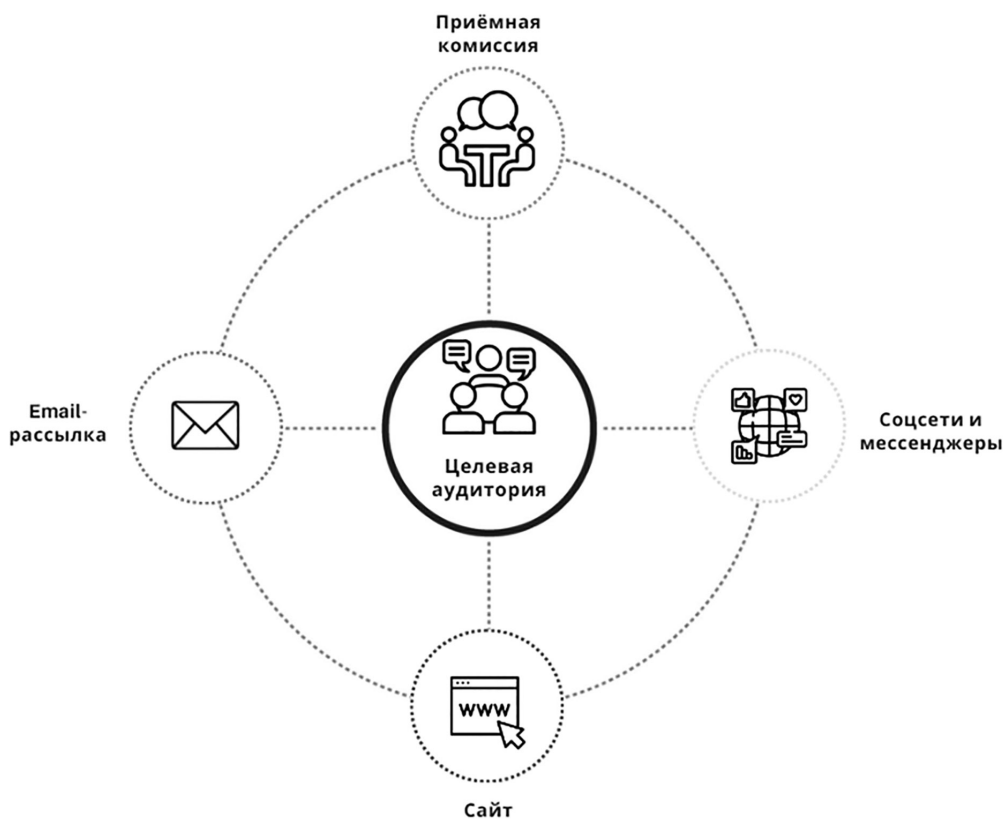 Приёмная
комиссия
Email-
рассылка
Целевая
аудитория
Соцсети и
мессенджеры
www
Сайт